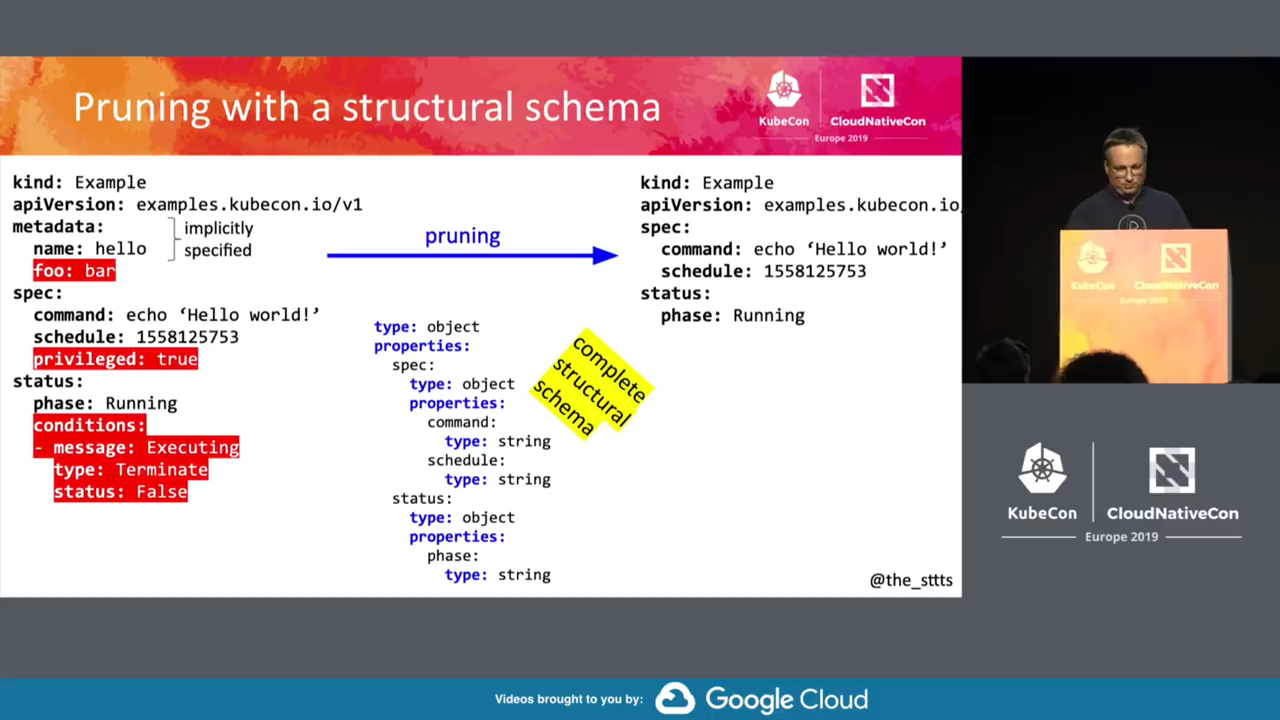 Pruning with a structural schema
KubeCon
CloudNativeCon
Europe 2019
kind: Example
apiVersion: examples.kubecon.io/v1
metadata:
name: hello
implicitly
specified
foo: bar
spec:
command: echo ‘Hello world!’
schedule: 1558125753
privileged: true
status:
phase: Running
conditions:
- message: Executing
type: Terminate
status: False
pruning
type: object
properties:
spec:
type: object
properties:
command:
type: string
schedule:
type: string
status:
type: object
properties:
phase:
type: string
complete
structural
schema
kind: Example
apiVersion: examples.kubecon.io/
spec:
command: echo ‘Hello world!’
schedule: 1558125753
status:
phase: Running
@the_sttts
KubeCon
CloudNativeCon
Europe 2019
KubeCon
CloudNativeCon
Europe 2019
Videos brought to you by:
Google Cloud